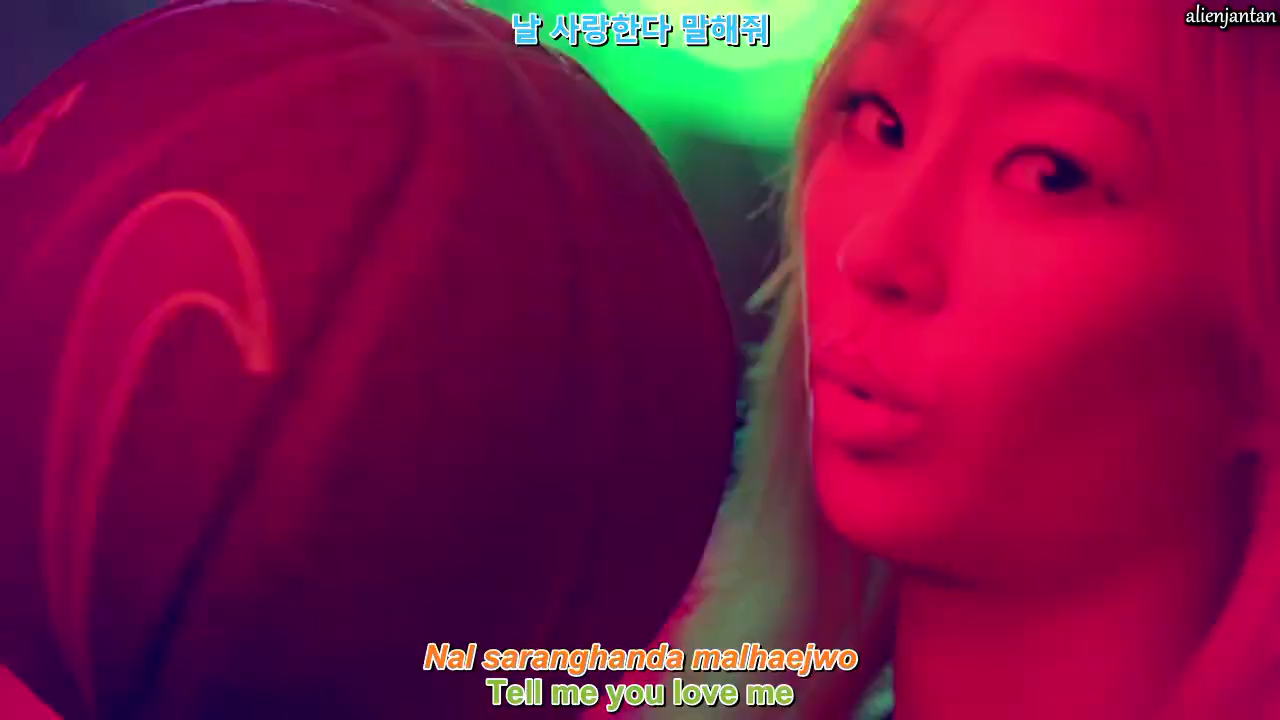 날 사랑한다 말해줘
alienjantan
Nal saranghanda malhaejwo
Tell me you love me